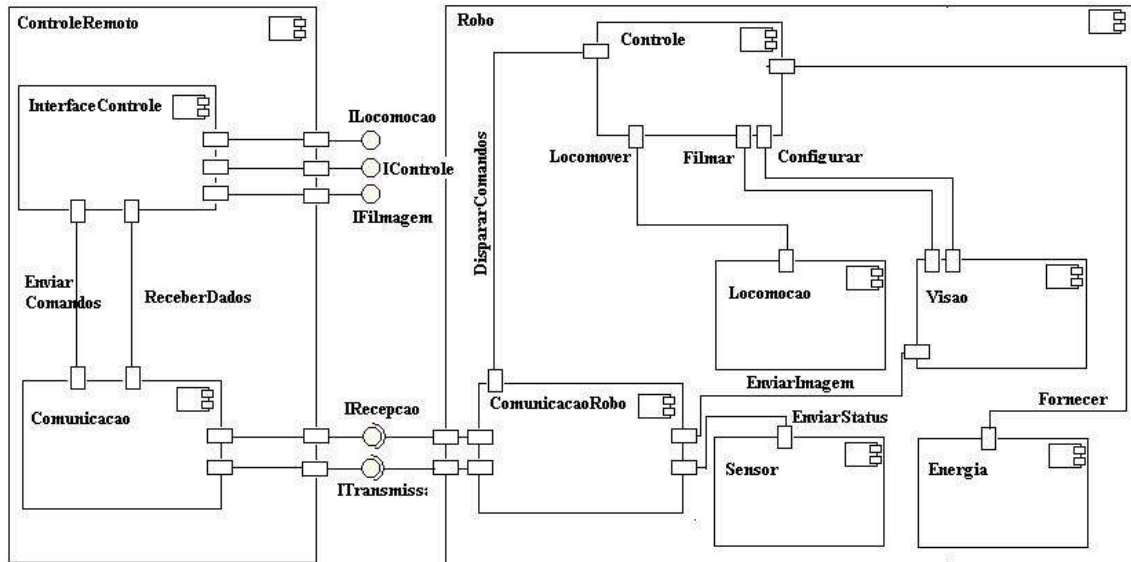 ControleRemoto
Robo
Controle
InterfaceControle
ILocomocao
IControle
IFilmagem
Locomover
Filmar
Configurar
DispararComandos
Enviar
Comandos
ReceberDados
Locomocao
Visao
EnviarImagem
Comunicacao
IRecepcao
ComunicacaoRobo
EnviarStatus
Fornecer
Sensor
Energia
ITransmissa